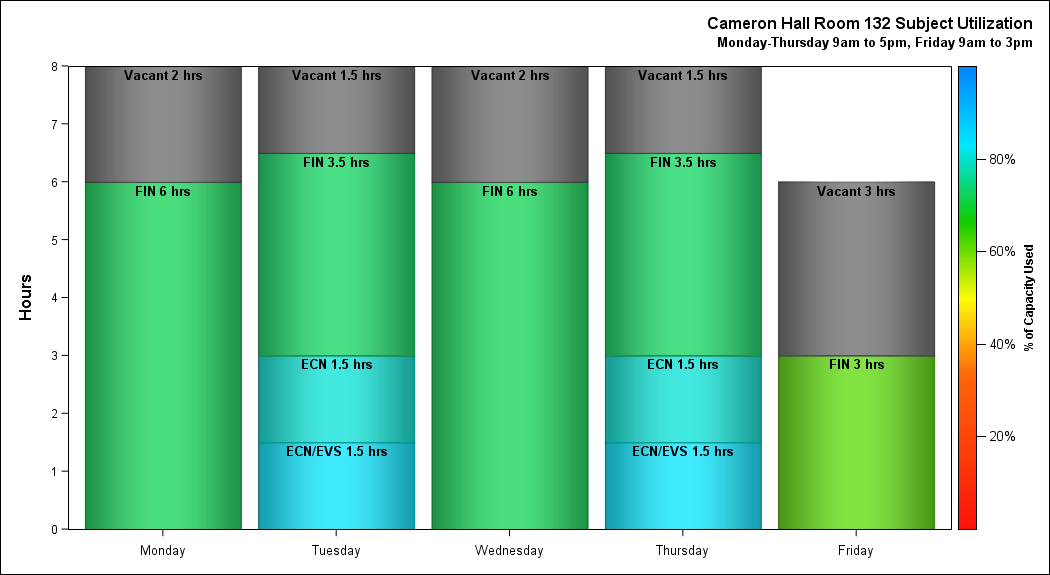 Cameron Hall Room 132 Subject Utilization
Monday-Thursday 9am to 5pm, Friday 9am to 3pm
Hours
8
7
6
5
4
3
2
1
0
Vacant 2 hrs
FIN 6 hrs
Vacant 1.5 hrs
FIN 3.5 hrs
ECN 1.5 hrs
ECN/EVS 1.5 hrs
Vacant 2 hrs
FIN 6 hrs
Vacant 1.5 hrs
FIN 3.5 hrs
ECN 1.5 hrs
ECN/EVS 1.5 hrs
Vacant 3 hrs
FIN 3 hrs
Monday
Tuesday
Wednesday
Thursday
Friday
80%
60%
40%
20%
% of Capacity Used